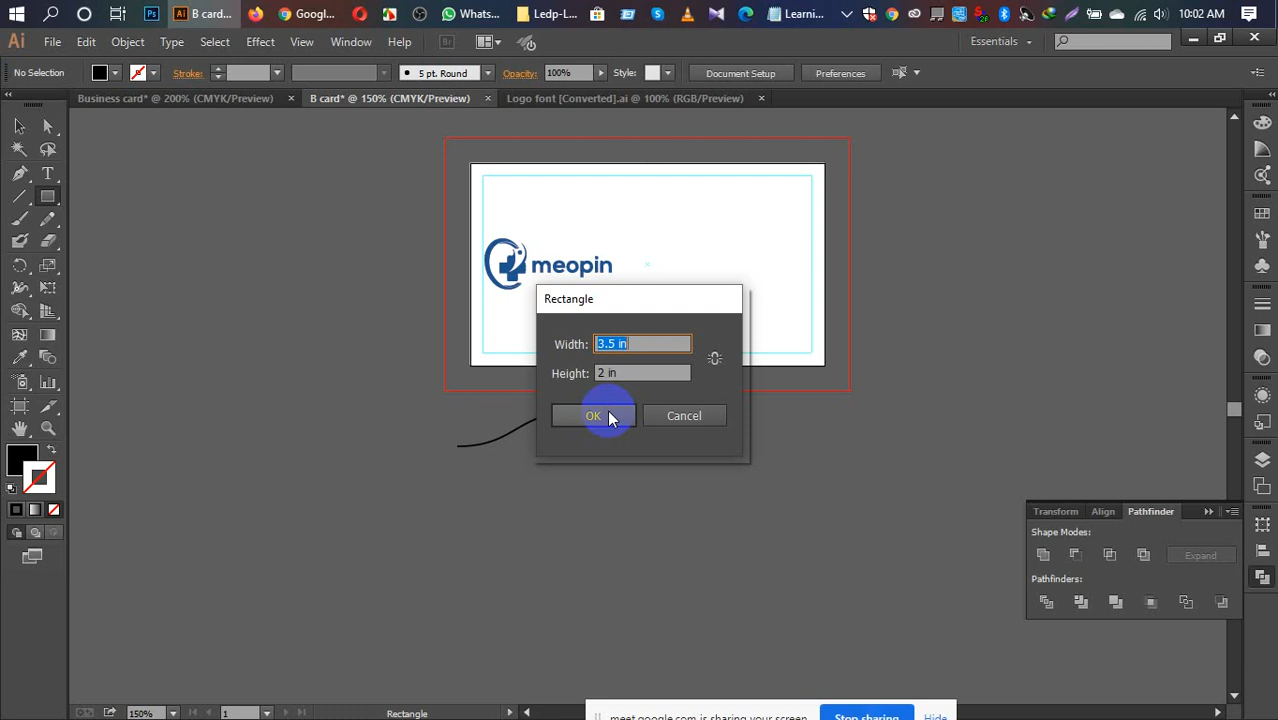 B card...
Googl...
Whats...
Ledp-L...
Learni...
10:02 AM
Ai
File
Edit
Object
Type
Select
Effect
View
Window
Help
Br
Essentials
No Selection
Stroke:
5 pt. Round
Opacity:
100%
Style:
Document Setup
Preferences
Business card* @ 200% (CMYK/Preview)
B card* @ 150% (CMYK/Preview)
Logo font [Converted].ai @ 100% (RGB/Preview)
meopin
Rectangle
Width:
3.5 in
Height:
2 in
OK
Cancel
Transform
Align
Pathfinder
Shape Modes:
Expand
Pathfinders:
150%
1
Rectangle
meet.google.com is sharing your screen.
Stop sharing
Hide